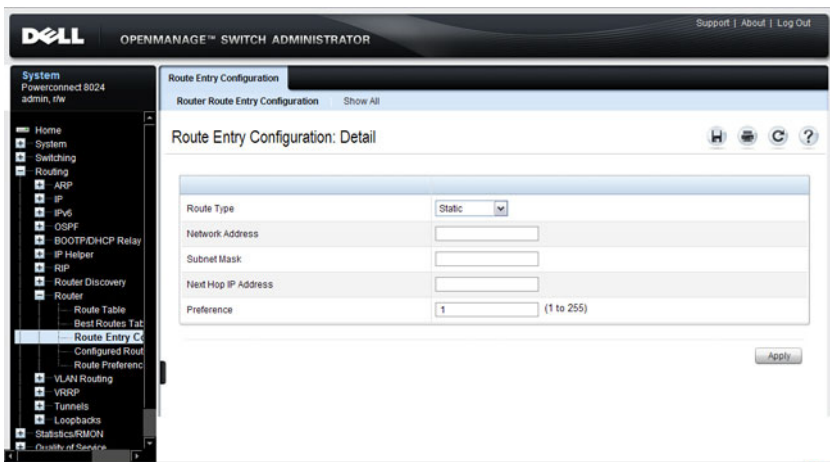 Support | About | Log Out
DELL
OPENMANAGE™ SWITCH ADMINISTRATOR
System
Powerconnect 8024
admin, r/w
Home
System
Switching
Routing
ARP
IP
IPv6
OSPF
BOOTP/DHCP Relay
IP Helper
RIP
Router Discovery
Router
Route Table
Best Routes Tab
Route Entry Co
Configured Rout
Route Preferenc
VLAN Routing
VRRP
Tunnels
Loopbacks
Statistics/RMON
Quality of Service
Route Entry Configuration
Router Route Entry Configuration Show All
Route Entry Configuration: Detail
Route Type Static
Network Address
Subnet Mask
Next Hop IP Address
Preference 1 (1 to 255)
Apply